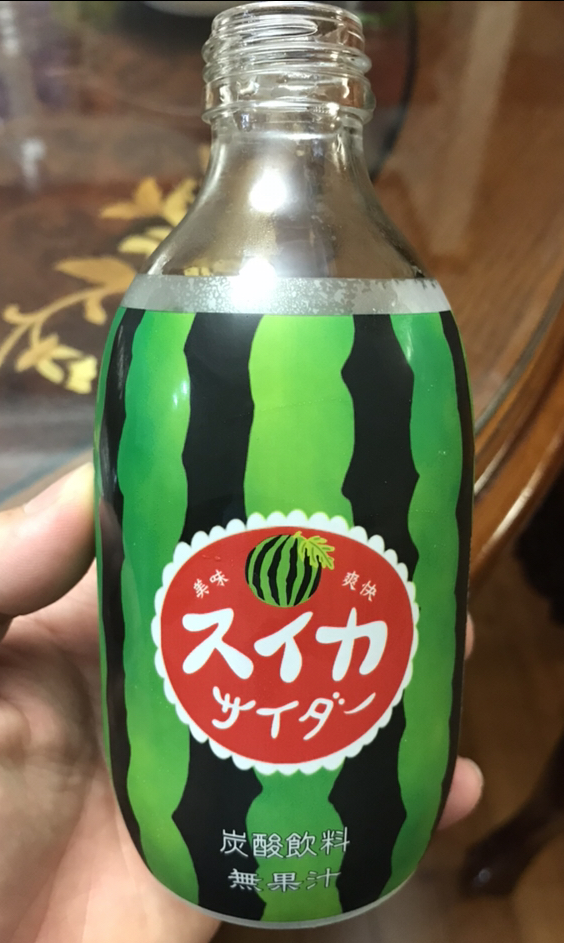 美味 爽快
スイカ
サイダー
炭酸飲料
無果汁